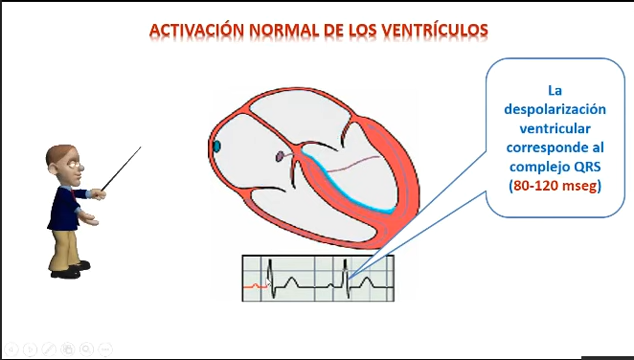 ACTIVACIÓN NORMAL DE LOS VENTRÍCULOS
La
despolarización
ventricular
corresponde al
complejo QRS
(80-120 mseg)